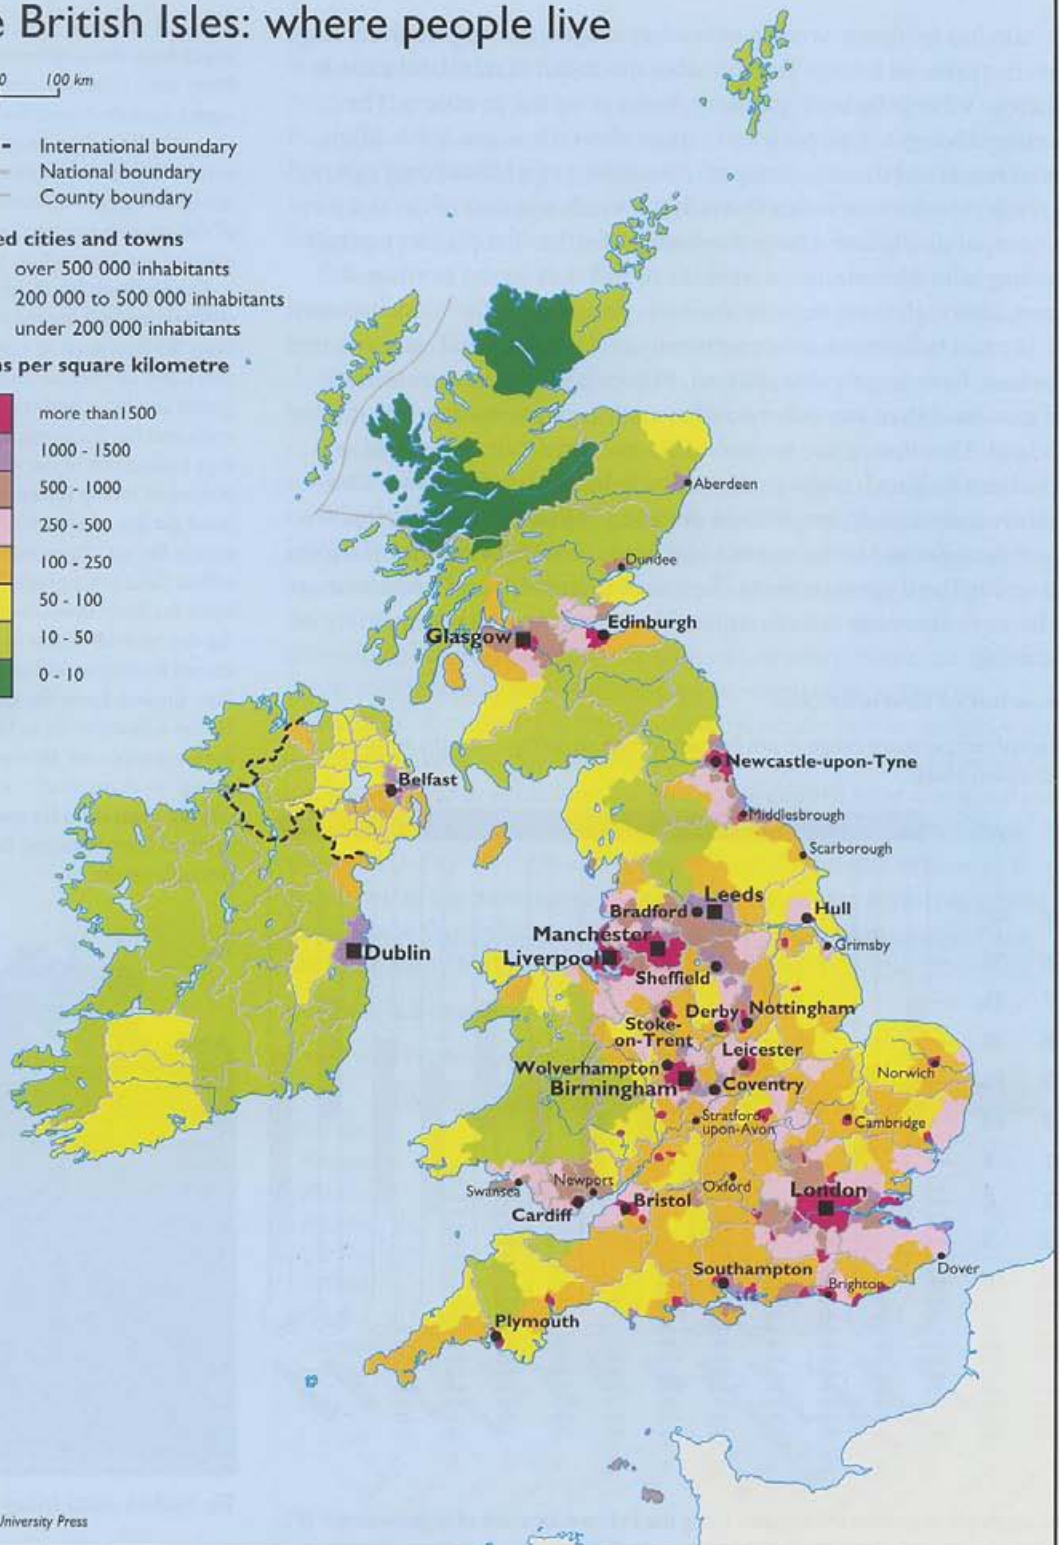 e British Isles: where people live
0 100 km
International boundary
National boundary
County boundary
ed cities and towns
over 500 000 inhabitants
200 000 to 500 000 inhabitants
under 200 000 inhabitants
ns per square kilometre
more than 1500
1000 - 1500
500 - 1000
250 - 500
100 - 250
50 - 100
10 - 50
0 - 10
Aberdeen
Dundee
Edinburgh
Glasgow
Newcastle-upon-Tyne
Belfast
Middlesbrough
Scarborough
Leeds
Bradford
Hull
Manchester
Dublin
Liverpool
Grimsby
Sheffield
Derby
Nottingham
Stoke-
on-Trent
Leicester
Wolverhampton
Norwich
Birmingham
Coventry
Stratford-
upon-Avon
Cambridge
Swansea
Newport
Oxford
London
Cardiff
Bristol
Southampton
Dover
Brighton
Plymouth
University Press